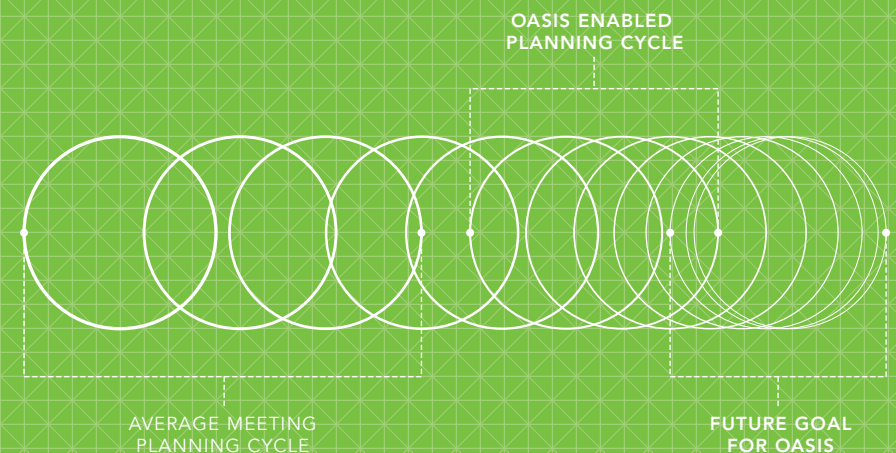 OASIS ENABLED
PLANNING CYCLE
AVERAGE MEETING
PLANNING CYCLE
FUTURE GOAL
FOR OASIS